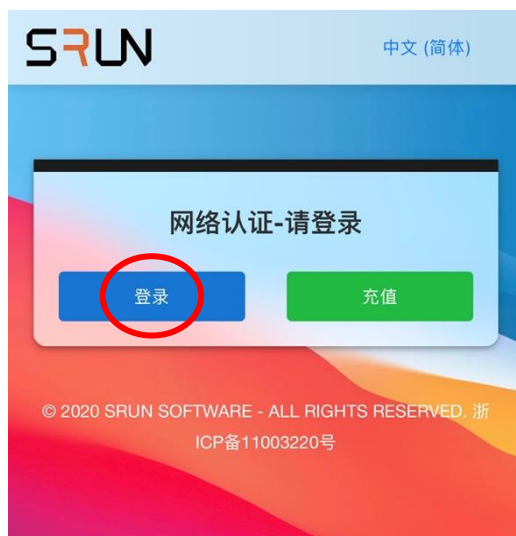 SRUN
中文 (简体)
网络认证-请登录
登录
充值
© 2020 SRUN SOFTWARE - ALL RIGHTS RESERVED. 浙
ICP备11003220号